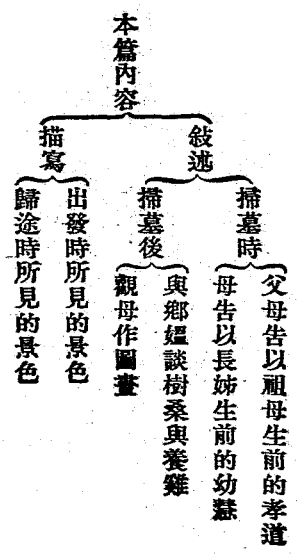 本篇內容
敍述
掃墓時
父母告以祖母生前的孝道
母告以長姊生前的幼慧
掃墓後
與鄉媼談樹桑與養雞
觀母作圖畫
描寫
出發時所見的景色
歸途時所見的景色